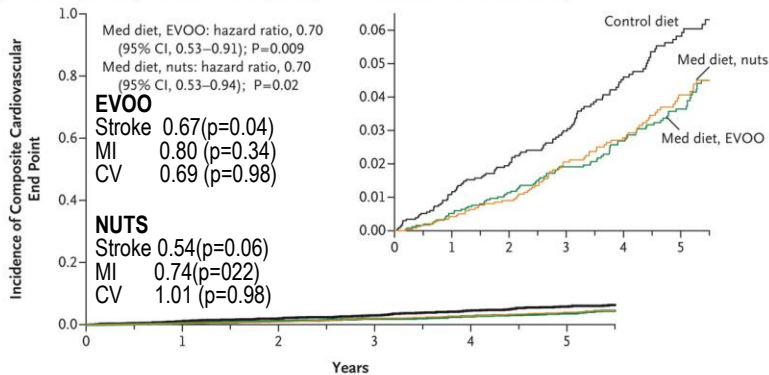 1.0
0.8
0.6
0.4
0.2
0.0
Incidence of Composite Cardiovascular
End Point
Med diet, EVOO: hazard ratio, 0.70
(95% CI, 0.53–0.91); P=0.009
Med diet, nuts: hazard ratio, 0.70
(95% CI, 0.53–0.94); P=0.02
EVOO
Stroke 0.67(p=0.04)
MI 0.80 (p=0.34)
CV 0.69 (p=0.98)
NUTS
Stroke 0.54(p=0.06)
MI 0.74(p=022)
CV 1.01 (p=0.98)
0.06
0.05
0.04
0.03
0.02
0.01
0.00
Control diet
Med diet, nuts
Med diet, EVOO
0 1 2 3 4 5
0 1 2 3 4 5
Years